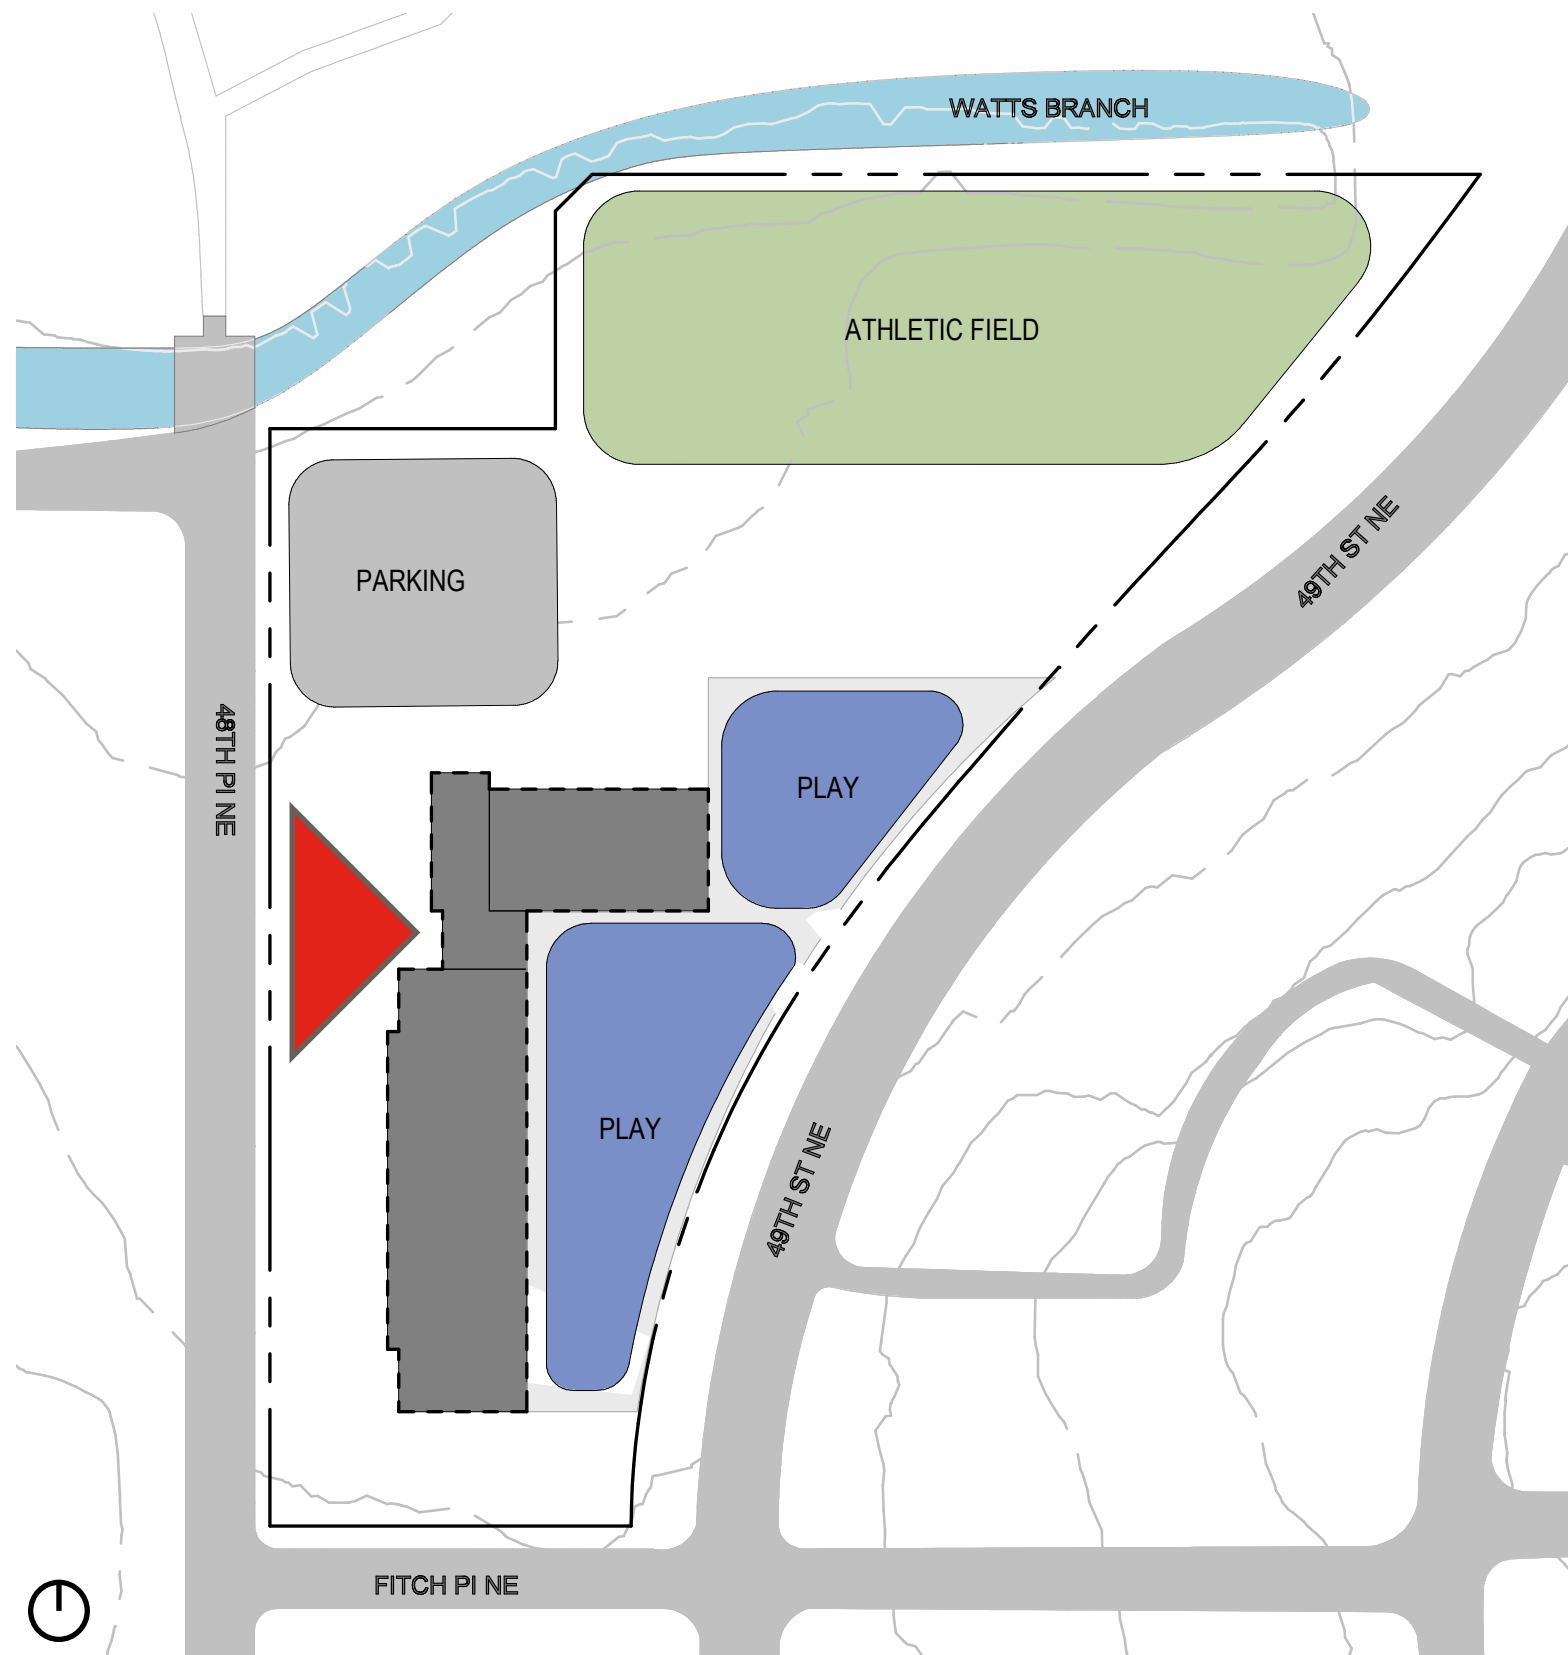 WATTS BRANCH
ATHLETIC FIELD
49TH ST NE
PARKING
48TH Pl NE
PLAY
PLAY
49TH ST NE
FITCH Pl NE